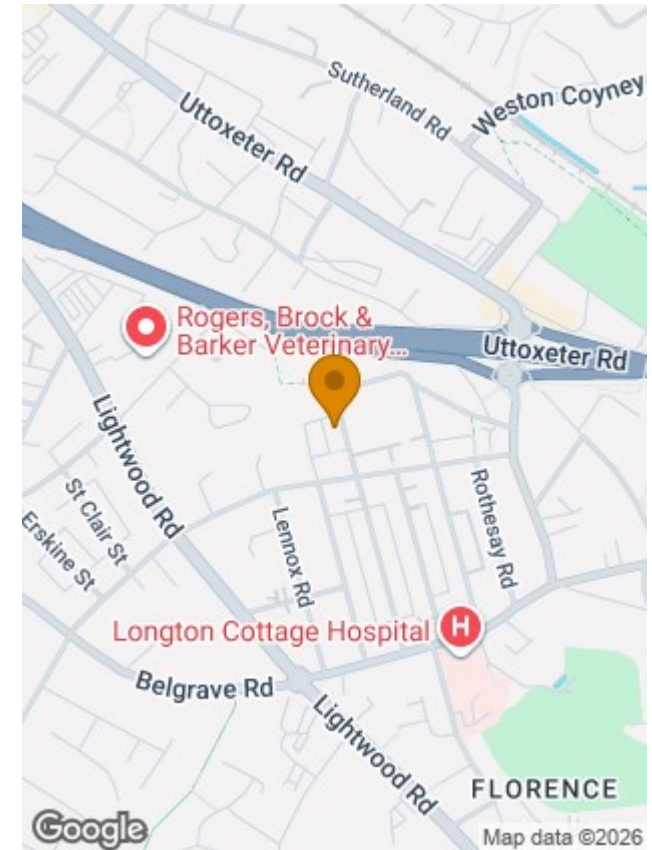 Sutherland Rd
Weston Coyney
Uttoxeter Rd
Rogers, Brock &
Barker Veterinary...
Uttoxeter Rd
Lightwood Rd
St Clair St
Erskine St
Lennox Rd
Rothesay Rd
Longton Cottage Hospital
H
Belgrave Rd
Lightwood Rd
FLORENCE
Google
Map data ©2026